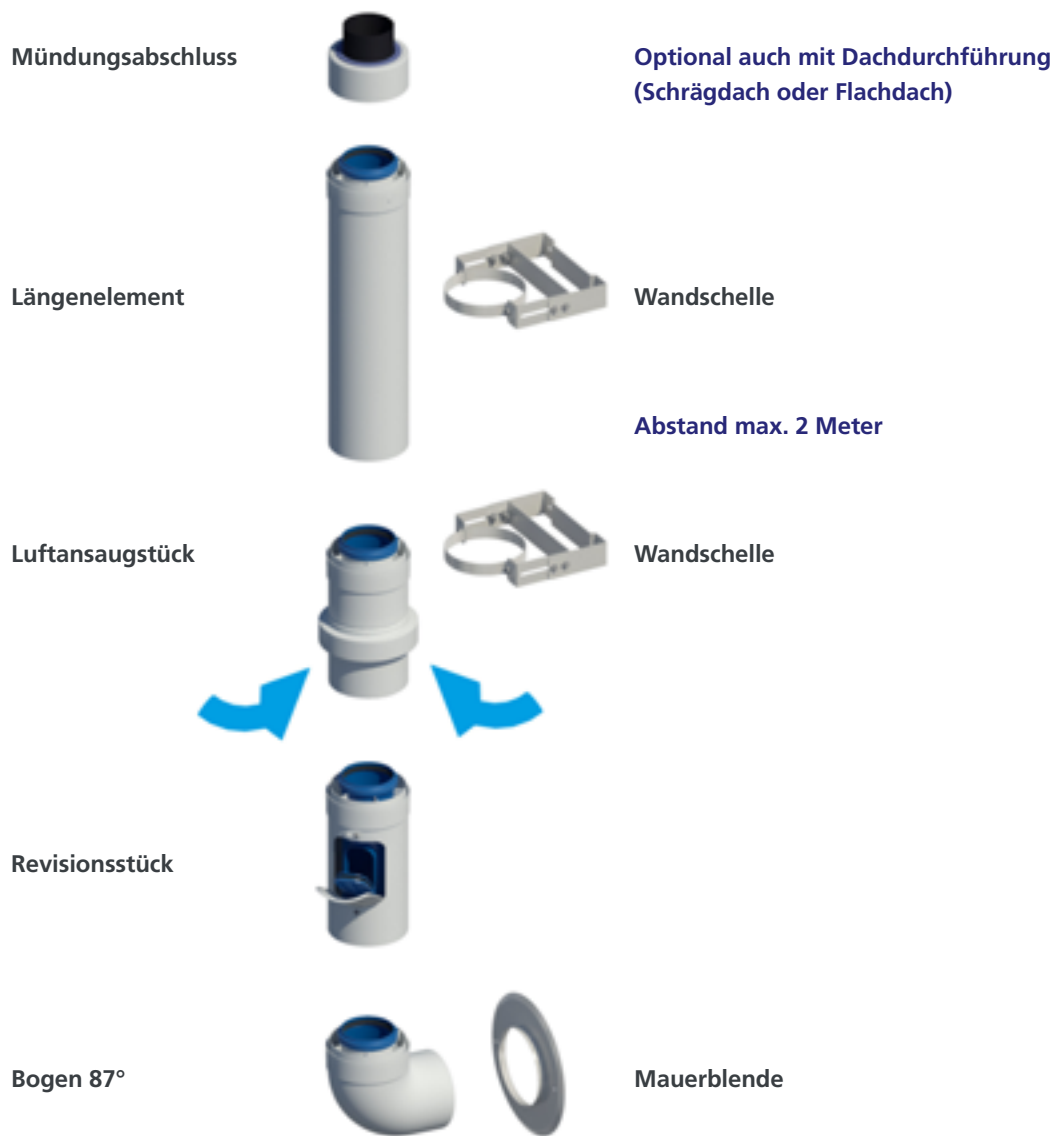 Mündungsabschluss
Optional auch mit Dachdurchführung
(Schrägdach oder Flachdach)
Längenelement
Wandschelle
Abstand max. 2 Meter
Luftansaugstück
Wandschelle
Revisionsstück
Bogen 87°
Mauerblende